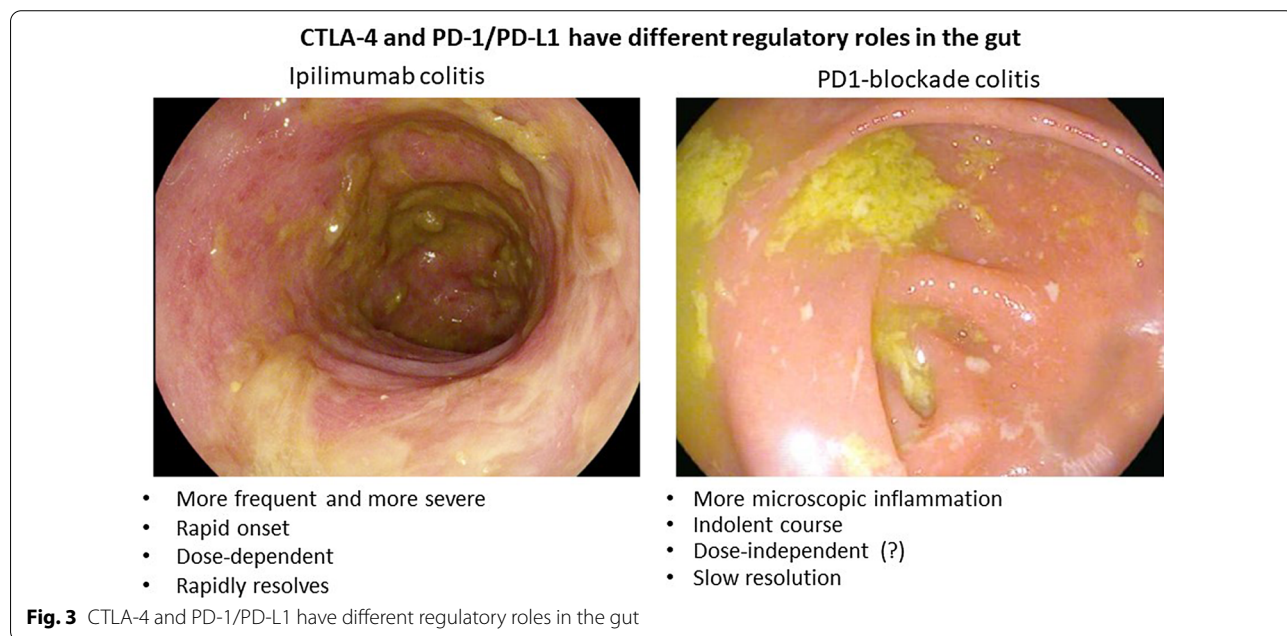 CTLA-4 and PD-1/PD-L1 have different regulatory roles in the gut
Ipilimumab colitis
PD1-blockade colitis
• More frequent and more severe
• Rapid onset
• Dose-dependent
• Rapidly resolves
• More microscopic inflammation
• Indolent course
• Dose-independent (?)
• Slow resolution
Fig. 3 CTLA-4 and PD-1/PD-L1 have different regulatory roles in the gut